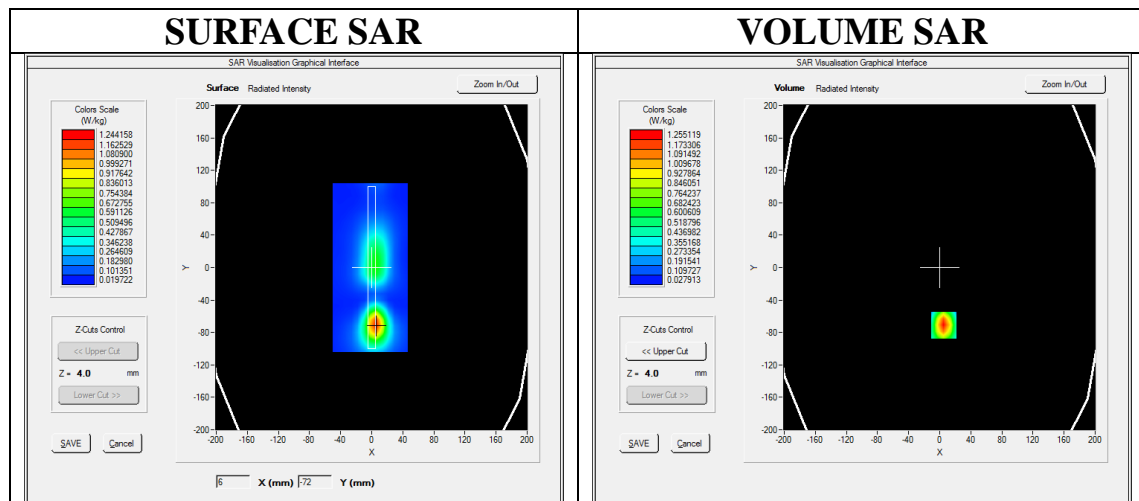 SURFACE SAR
SAR Visualisation Graphical Interface
Surface Radiated Intensity
Zoom In/Out
Colors Scale
(W/kg)
1.244158
1.162529
1.080900
0.999271
0.917642
0.836013
0.754384
0.672755
0.591126
0.509496
0.427867
0.346238
0.264609
0.182980
0.101351
0.019722
Z-Cuts Control
<< Upper Cut
Z = 4.0 mm
Lower Cut >>
SAVE Cancel
200
160
120
80
40
0
-40
-80
-120
-160
-200
Y
-200 -160 -120 -80 -40 0 40 80 120 160 200
X
6 X (mm) -72 Y (mm)
VOLUME SAR
SAR Visualisation Graphical Interface
Volume Radiated Intensity
Zoom In/Out
Colors Scale
(W/kg)
1.255119
1.173306
1.091492
1.009678
0.927864
0.846051
0.764237
0.682423
0.600609
0.518796
0.436982
0.355168
0.273354
0.191541
0.109727
0.027913
Z-Cuts Control
<< Upper Cut
Z = 4.0 mm
Lower Cut >>
SAVE Cancel
200
160
120
80
40
0
-40
-80
-120
-160
-200
Y
-200 -160 -120 -80 -40 0 40 80 120 160 200
X